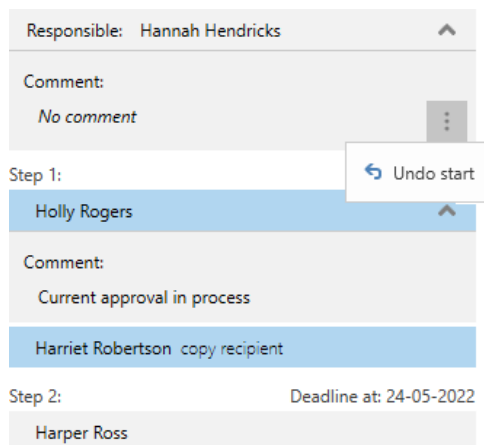 Responsible: Hannah Hendricks
Comment:
No comment
Undo start
Step 1:
Holly Rogers
Comment:
Current approval in process
Harriet Robertson copy recipient
Step 2: Deadline at: 24-05-2022
Harper Ross